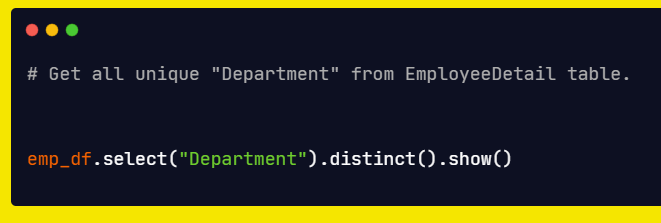 # Get all unique "Department" from EmployeeDetail table.
emp_df.select("Department").distinct().show()